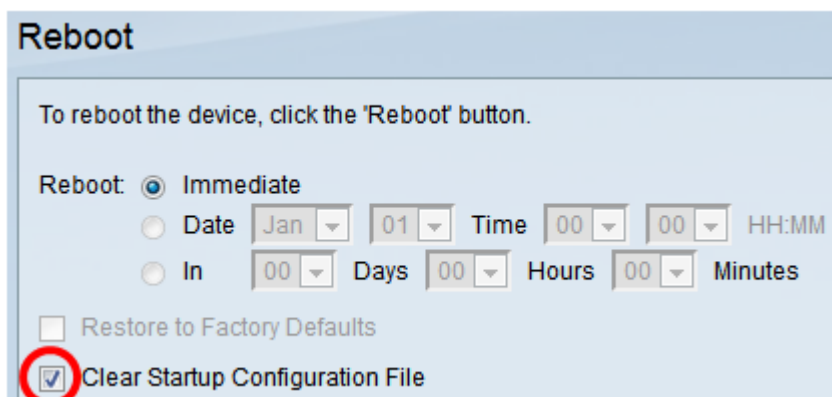 Reboot
To reboot the device, click the 'Reboot' button.
Reboot: Immediate
Date Jan 01 Time 00 00 HH:MM
In 00 Days 00 Hours 00 Minutes
Restore to Factory Defaults
Clear Startup Configuration File